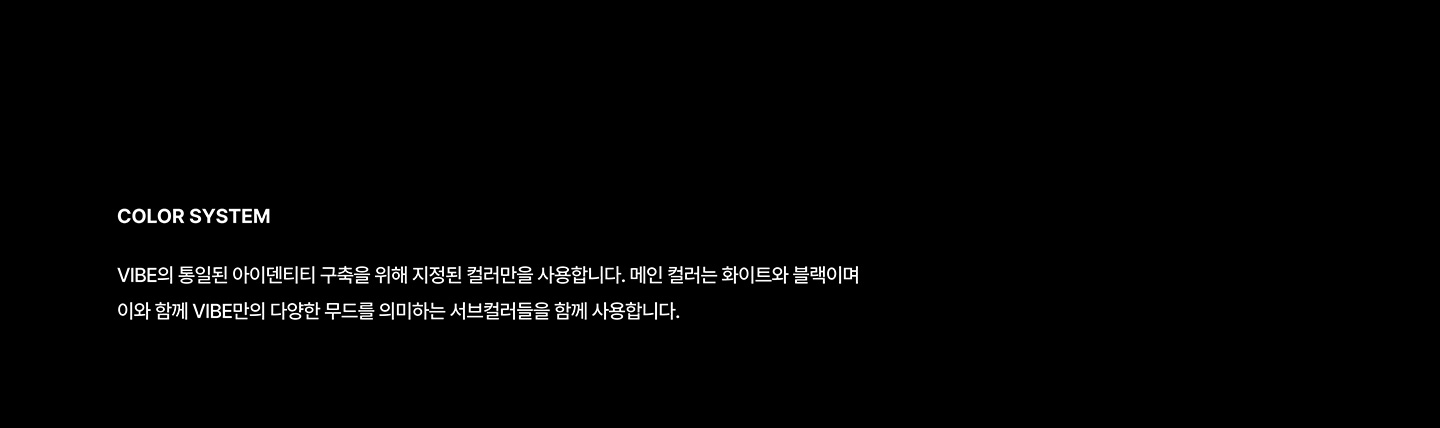 COLOR SYSTEM
VIBE의 통일된 아이덴티티 구축을 위해 지정된 컬러만을 사용합니다. 메인 컬러는 화이트와 블랙이며
이와 함께 VIBE만의 다양한 무드를 의미하는 서브컬러들을 함께 사용합니다.